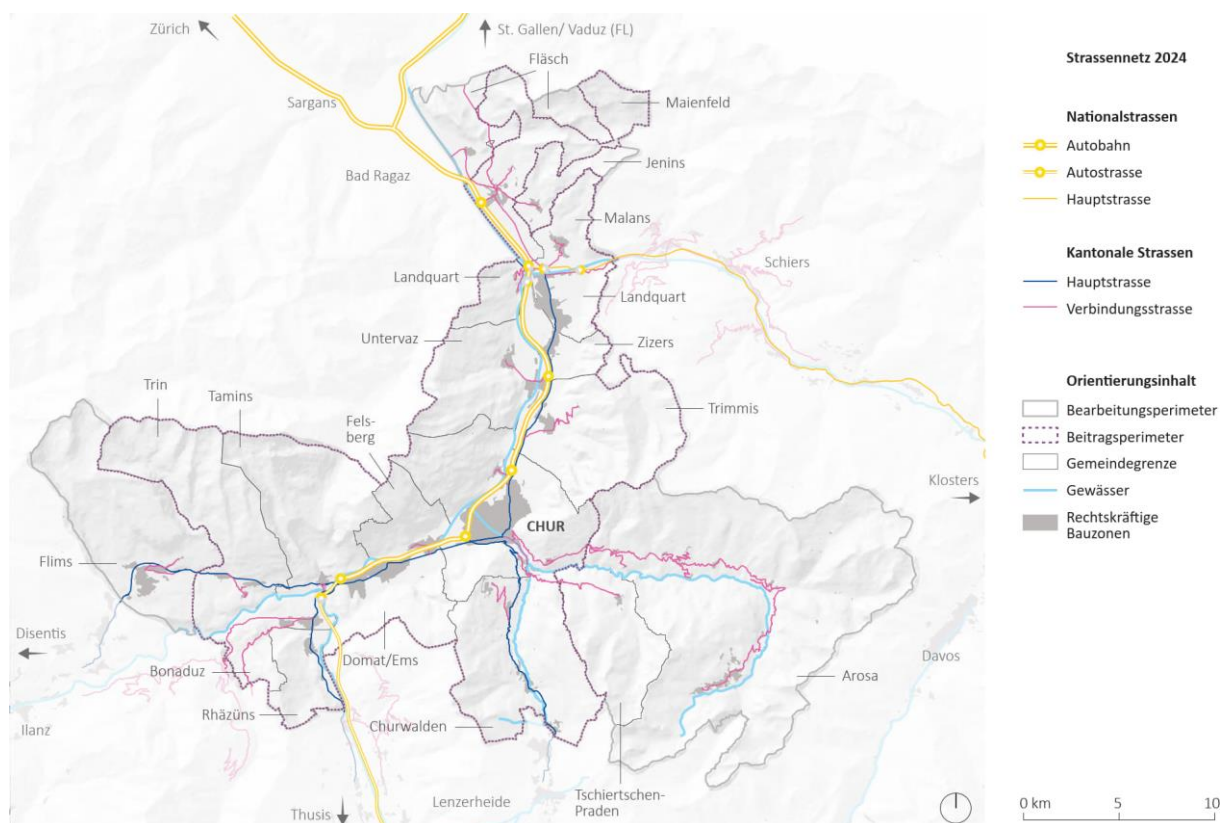 Zürich
St. Gallen/ Vaduz (FL)
Fläsch
Sargans
Maienfeld
Jenins
Bad Ragaz
Malans
Schiers
Landquart
Landquart
Untervaz
Zizers
Trin
Tamins
Trimmis
Fels-
berg
Klosters
CHUR
Flims
Disentis
Domat/Ems
Bonaduz
Davos
Arosa
Rhäzüns
Churwalden
Ilanz
Tschiertschen-
Praden
Thusis
Lenzerheide
Strassennetz 2024
Nationalstrassen
Autobahn
Autostrasse
Hauptstrasse
Kantonale Strassen
Hauptstrasse
Verbindungsstrasse
Orientierungsinhalt
Bearbeitungsperimeter
Beitragsperimeter
Gemeindegrenze
Gewässer
Rechtskräftige
Bauzonen
0 km 5 10